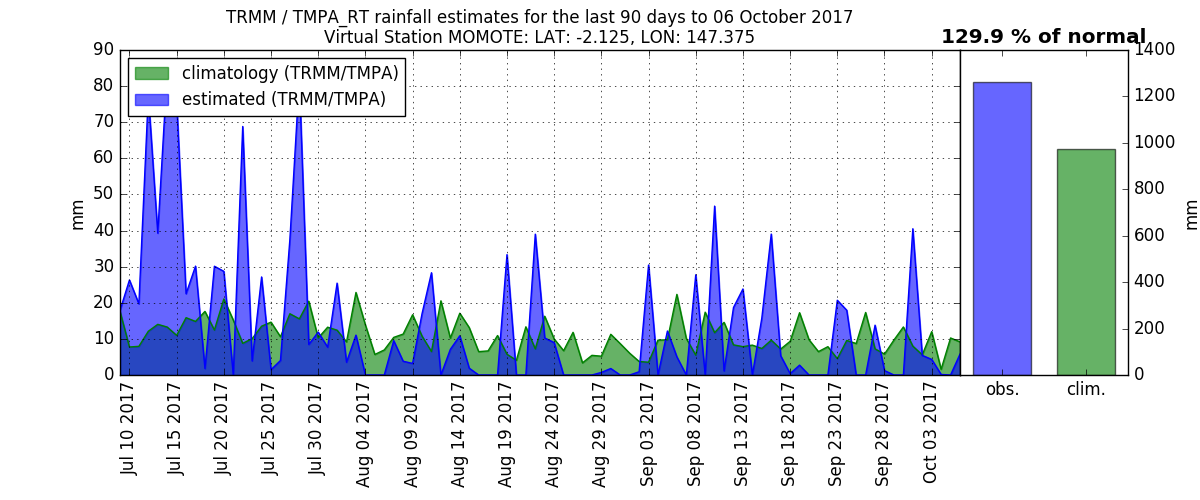 TRMM / TMPA_RT rainfall estimates for the last 90 days to 06 October 2017
Virtual Station MOMOTE: LAT: -2.125, LON: 147.375
129.9 % of normal
climatology (TRMM/TMPA)
estimated (TRMM/TMPA)
mm
90
80
70
60
50
40
30
20
10
0
Jul 10 2017
Jul 15 2017
Jul 20 2017
Jul 25 2017
Jul 30 2017
Aug 04 2017
Aug 09 2017
Aug 14 2017
Aug 19 2017
Aug 24 2017
Aug 29 2017
Sep 03 2017
Sep 08 2017
Sep 13 2017
Sep 18 2017
Sep 23 2017
Sep 28 2017
Oct 03 2017
obs.
clim.
1400
1200
1000
800
600
400
200
0
mm